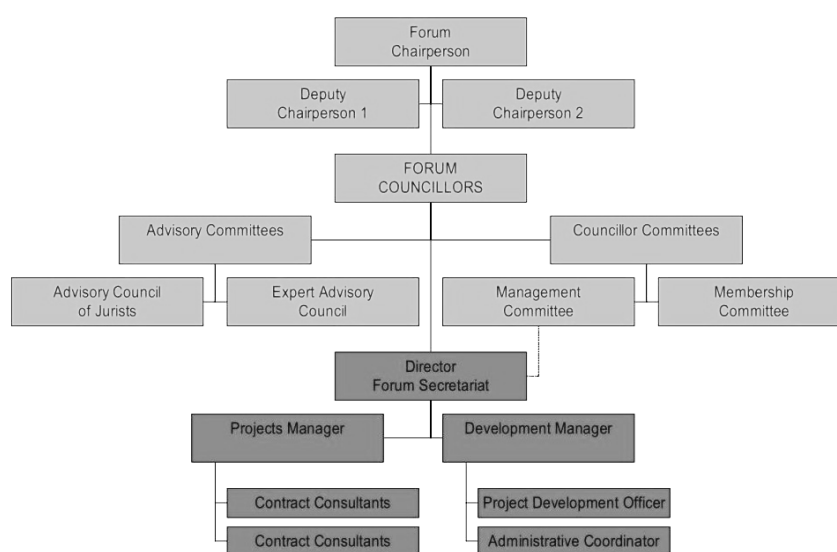 Forum
Chairperson
Deputy
Chairperson 1
Deputy
Chairperson 2
FORUM
COUNCILLORS
Advisory Committees
Councillor Committees
Advisory Council
of Jurists
Expert Advisory
Council
Management
Committee
Membership
Committee
Director
Forum Secretariat
Projects Manager
Development Manager
Contract Consultants
Project Development Officer
Contract Consultants
Administrative Coordinator